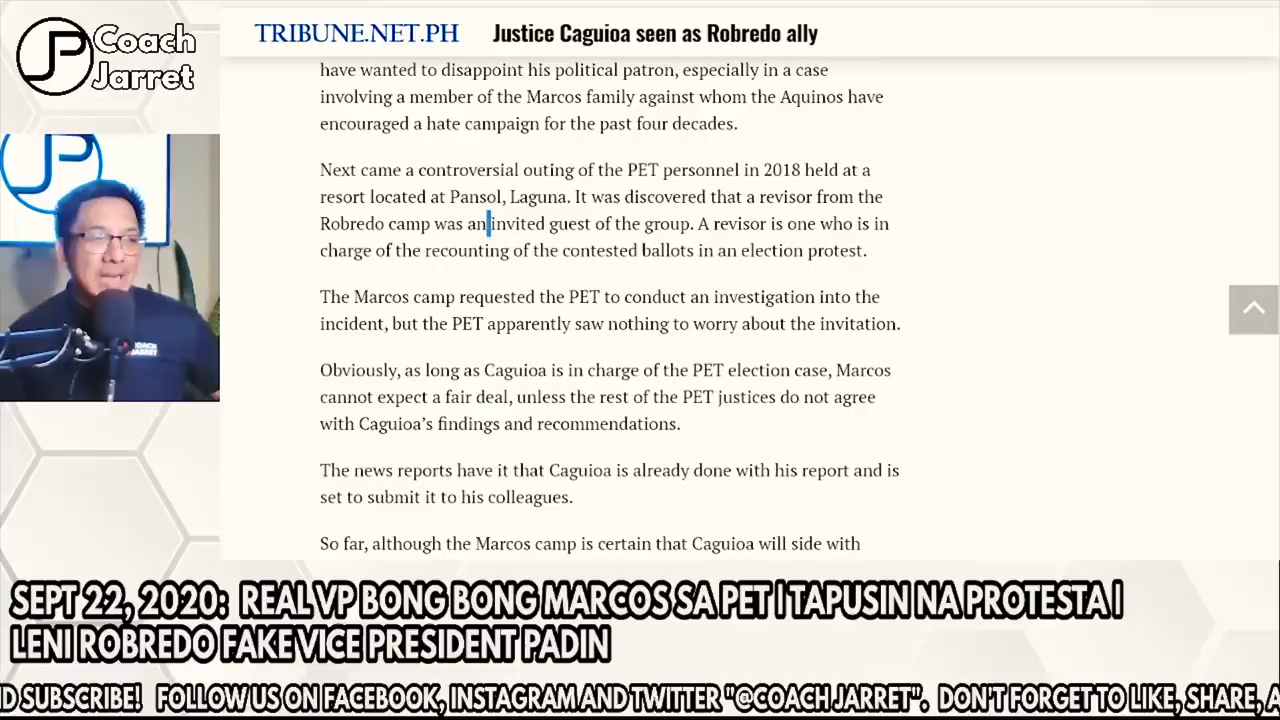 Coach
Jarret
TRIBUNE.NET.PH
Justice Caguioa seen as Robredo ally
have wanted to disappoint his political patron, especially in a case
involving a member of the Marcos family against whom the Aquinos have
encouraged a hate campaign for the past four decades.
Next came a controversial outing of the PET personnel in 2018 held at a
resort located at Pansol, Laguna. It was discovered that a revisor from the
Robredo camp was an invited guest of the group. A revisor is one who is in
charge of the recounting of the contested ballots in an election protest.
The Marcos camp requested the PET to conduct an investigation into the
incident, but the PET apparently saw nothing to worry about the invitation.
Obviously, as long as Caguioa is in charge of the PET election case, Marcos
cannot expect a fair deal, unless the rest of the PET justices do not agree
with Caguioa’s findings and recommendations.
The news reports have it that Caguioa is already done with his report and is
set to submit it to his colleagues.
So far, although the Marcos camp is certain that Caguioa will side with
COACH
JARRET
SEPT 22, 2020: REAL VP BONG BONG MARCOS SA PET | TAPUSIN NA PROTESTA |
LENI ROBREDO FAKE VICE PRESIDENT PADIN
ND SUBSCRIBE! FOLLOW US ON FACEBOOK, INSTAGRAM AND TWITTER "@COACH JARRET". DON'T FORGET TO LIKE, SHARE, A